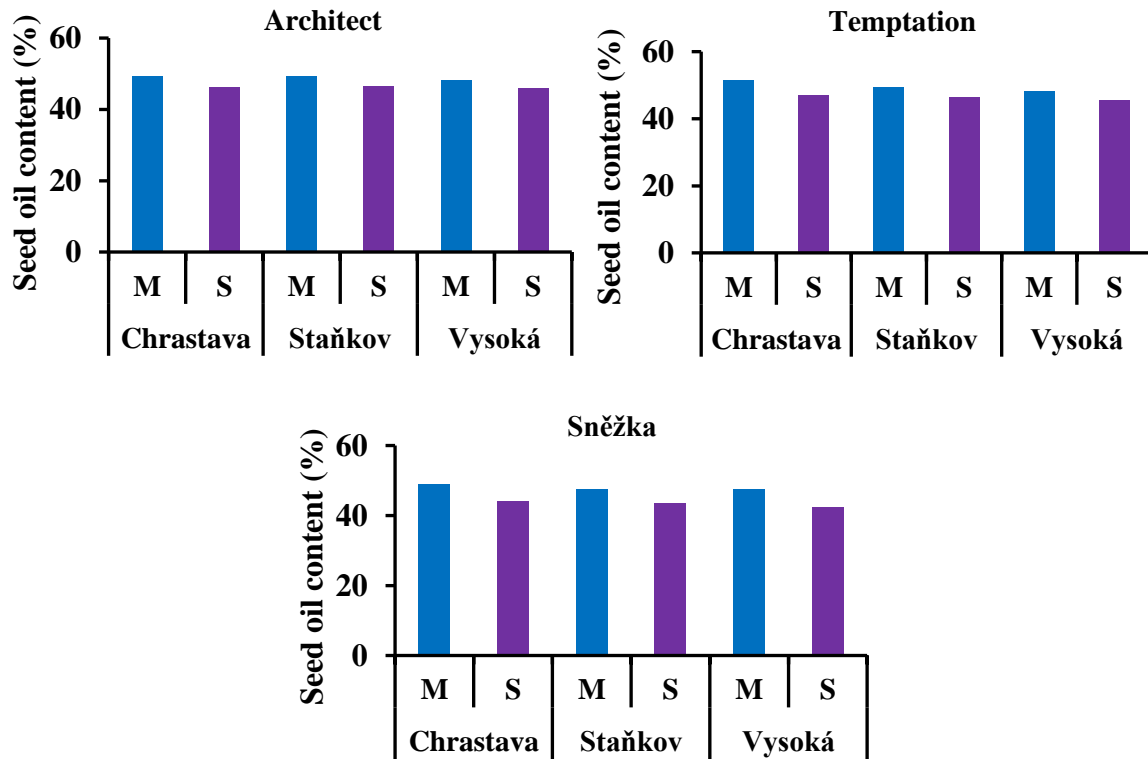 Architect
Seed oil content (%)
60
40
20
0
M S M S M S
Chrastava Staňkov Vysoká
Temptation
Seed oil content (%)
60
40
20
0
M S M S M S
Chrastava Staňkov Vysoká
Sněžka
Seed oil content (%)
60
40
20
0
M S M S M S
Chrastava Staňkov Vysoká